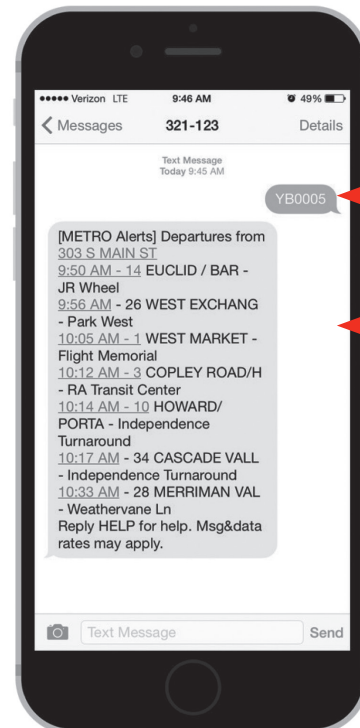 Verizon LTE 9:46 AM 49%
Messages 321-123 Details
Text Message
Today 9:45 AM
YB0005
[METRO Alerts] Departures from
303 S MAIN ST
9:50 AM - 14 EUCLID / BAR -
JR Wheel
9:56 AM - 26 WEST EXCHANG
- Park West
10:05 AM - 1 WEST MARKET -
Flight Memorial
10:12 AM - 3 COPLEY ROAD/H
- RA Transit Center
10:14 AM - 10 HOWARD/
PORTA - Independence
Turnaround
10:17 AM - 34 CASCADE VALL
- Independence Turnaround
10:33 AM - 28 MERRIMAN VAL
- Weathervane Ln
Reply HELP for help. Msg&data
rates may apply.
Text Message Send